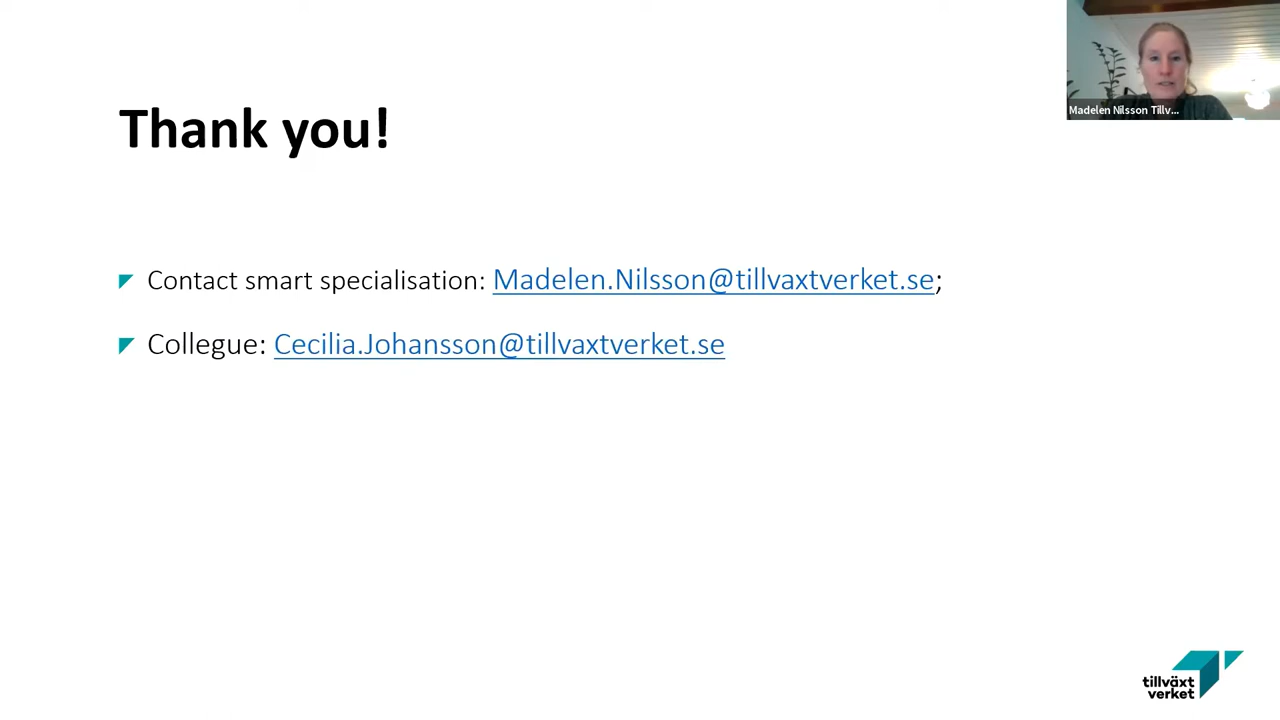 Madelen Nilsson Tillv...
Thank you!
Contact smart specialisation: Madelen.Nilsson@tillvaxtverket.se;
Collegue: Cecilia.Johansson@tillvaxtverket.se
tillväxt
verket